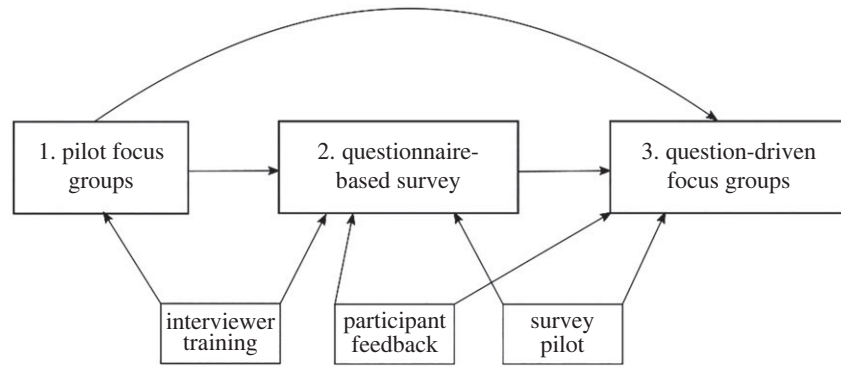 1. pilot focus
groups
2. questionnaire-
based survey
3. question-driven
focus groups
interviewer
training
participant
feedback
survey
pilot